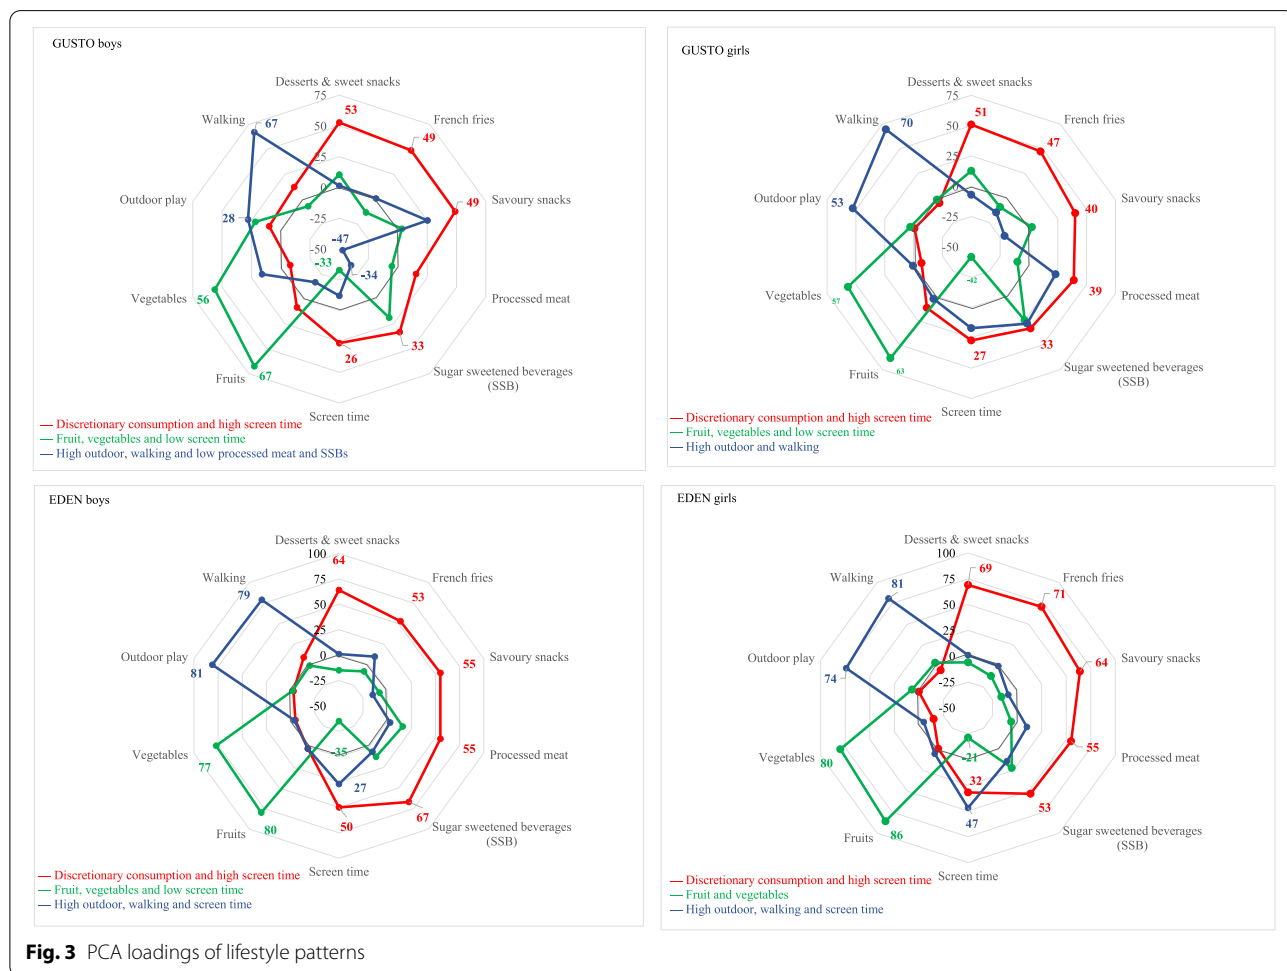 GUSTO boys
Desserts & sweet snacks
75
53
67
Walking
French fries
50
49
25
Outdoor play
0
49
Savoury snacks
28
-25
-47
-50
-33
-34
Vegetables
56
Processed meat
26
33
Fruits
67
Sugar sweetened beverages
(SSB)
Screen time
Discretionary consumption and high screen time
Fruit, vegetables and low screen time
High outdoor, walking and low processed meat and SSBs
GUSTO girls
Desserts & sweet snacks
75
51
Walking
70
French fries
50
47
25
Outdoor play
0
Savoury snacks
53
40
-25
-50
39
-42
Vegetables
57
Processed meat
27
33
Fruits
63
Sugar sweetened beverages
(SSB)
Screen time
Discretionary consumption and high screen time
Fruit, vegetables and low screen time
High outdoor and walking
EDEN boys
Desserts & sweet snacks
100
64
Walking
French fries
79
75
53
50
25
Outdoor play
0
55
Savoury snacks
81
-25
-50
Vegetables
77
-35
55
Processed meat
27
80
50
67
Fruits
Sugar sweetened beverages
(SSB)
Screen time
Discretionary consumption and high screen time
Fruit, vegetables and low screen time
High outdoor, walking and screen time
EDEN girls
Desserts & sweet snacks
100
69
Walking
81
French fries
75
71
50
25
Outdoor play
0
64
Savoury snacks
74
-25
-50
Vegetables
80
-21
55
Processed meat
32
53
47
86
Fruits
Sugar sweetened beverages
(SSB)
Screen time
Discretionary consumption and high screen time
Fruit and vegetables
High outdoor, walking and screen time
Fig. 3 PCA loadings of lifestyle patterns